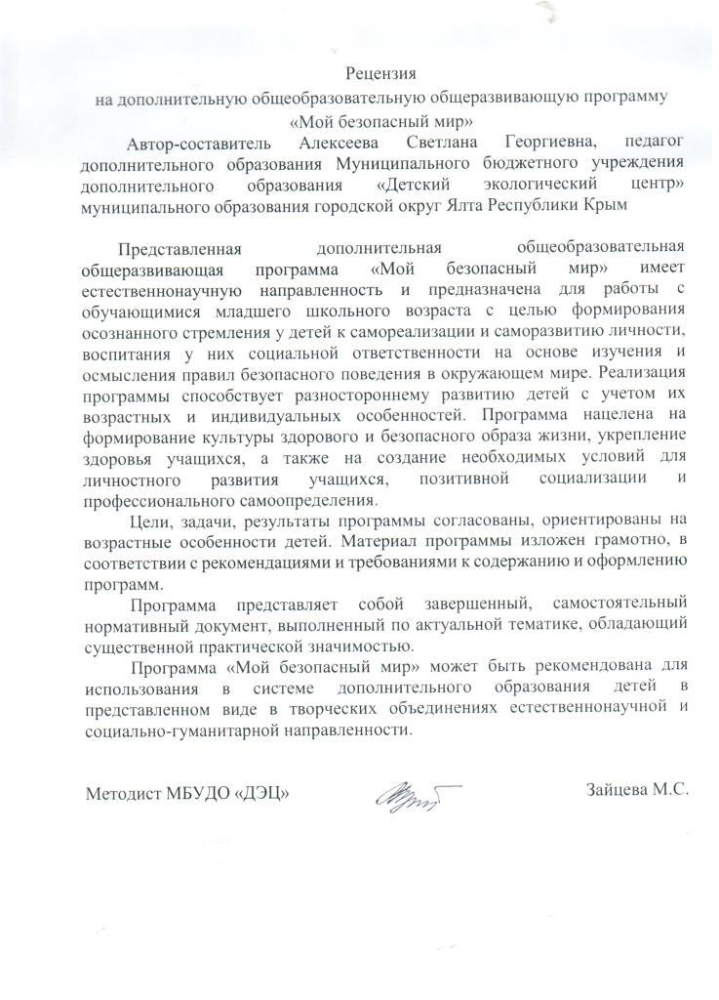 Рецензия
на дополнительную общеобразовательную общеразвивающую программу
«Мой безопасный мир»
Автор-составитель Алексеева Светлана Георгиевна, педагог
дополнительного образования Муниципального бюджетного учреждения
дополнительного образования «Детский экологический центр»
муниципального образования городской округ Ялта Республики Крым
Представленная дополнительная общеобразовательная
общеразвивающая программа «Мой безопасный мир» имеет
естественнонаучную направленность и предназначена для работы с
обучающимися младшего школьного возраста с целью формирования
осознанного стремления у детей к самореализации и саморазвитию личности,
воспитания у них социальной ответственности на основе изучения и
осмысления правил безопасного поведения в окружающем мире. Реализация
программы способствует разностороннему развитию детей с учетом их
возрастных и индивидуальных особенностей. Программа нацелена на
формирование культуры здорового и безопасного образа жизни, укрепление
здоровья учащихся, а также на создание необходимых условий для
личностного развития учащихся, позитивной социализации и
профессионального самоопределения.
Цели, задачи, результаты программы согласованы, ориентированы на
возрастные особенности детей. Материал программы изложен грамотно, в
соответствии с рекомендациями и требованиями к содержанию и оформлению
программ.
Программа представляет собой завершенный, самостоятельный
нормативный документ, выполненный по актуальной тематике, обладающий
существенной практической значимостью.
Программа «Мой безопасный мир» может быть рекомендована для
использования в системе дополнительного образования детей в
представленном виде в творческих объединениях естественнонаучной и
социально-гуманитарной направленности.
Методист МБУДО «ДЭЦ» Зайцева М.С.